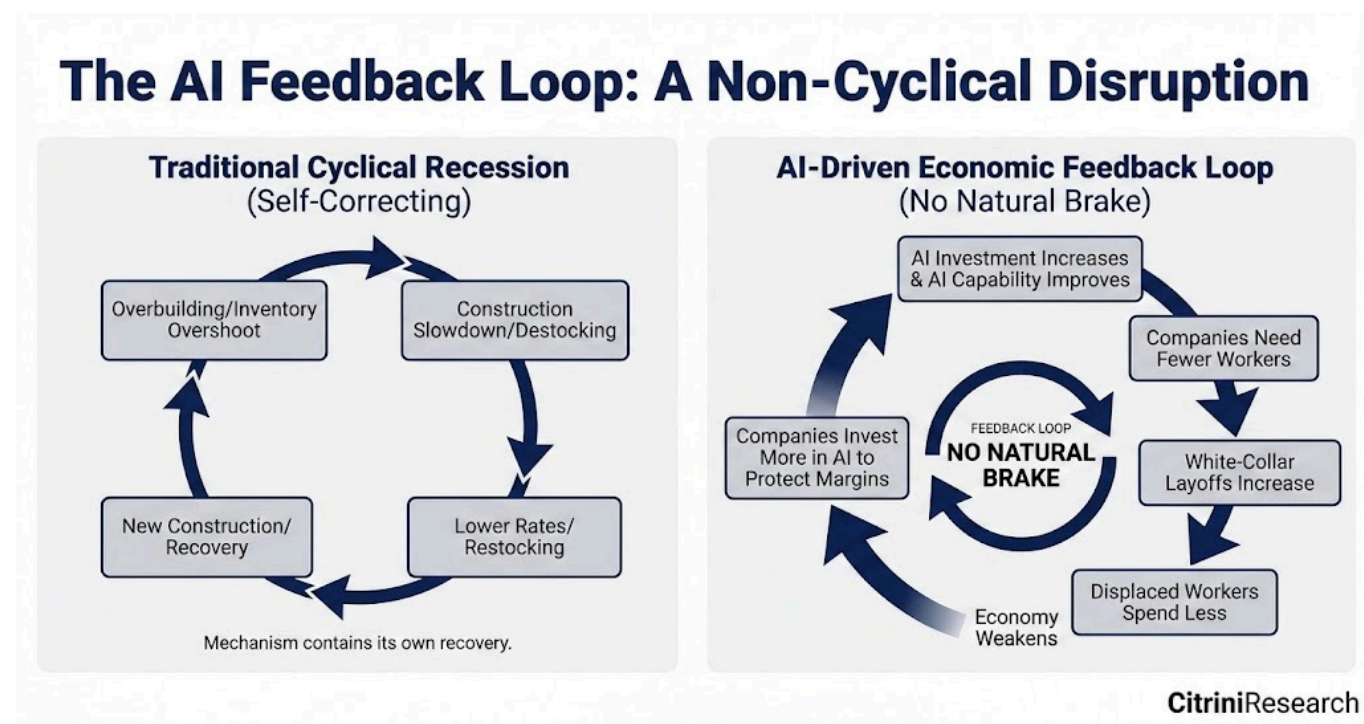 The AI Feedback Loop: A Non-Cyclical Disruption
Traditional Cyclical Recession
(Self-Correcting)
Overbuilding/Inventory
Overshoot
Construction
Slowdown/Destocking
Lower Rates/
Restocking
New Construction/
Recovery
Mechanism contains its own recovery.
AI-Driven Economic Feedback Loop
(No Natural Brake)
AI Investment Increases
& AI Capability Improves
Companies Need
Fewer Workers
White-Collar
Layoffs Increase
Displaced Workers
Spend Less
Economy
Weakens
Companies Invest
More in AI to
Protect Margins
FEEDBACK LOOP
NO NATURAL
BRAKE
CitriniResearch